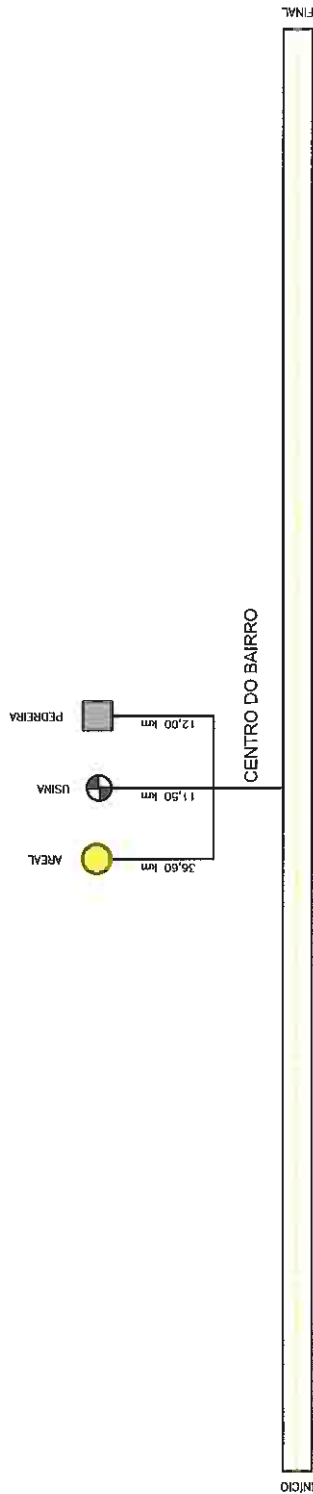 FINAL
PEDREIRA
12,00 km
USINA
11,50 km
AREAL
36,60 km
CENTRO DO BAIRRO
INÍCIO